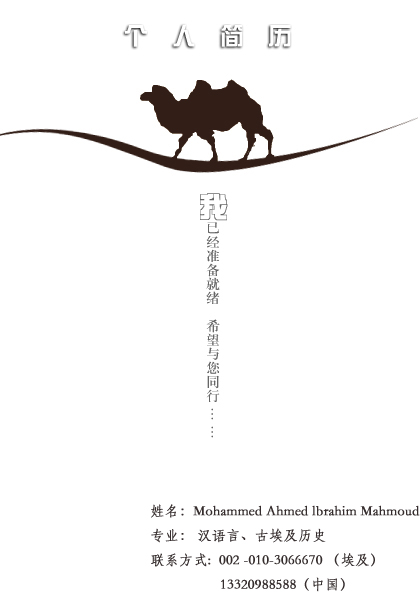 个人简历
我已经准备就绪 希望与您同行……
姓名：Mohammed Ahmed lbrahim Mahmoud
专业： 汉语言、古埃及历史
联系方式: 002 -010-3066670 （埃及）
13320988588（中国）